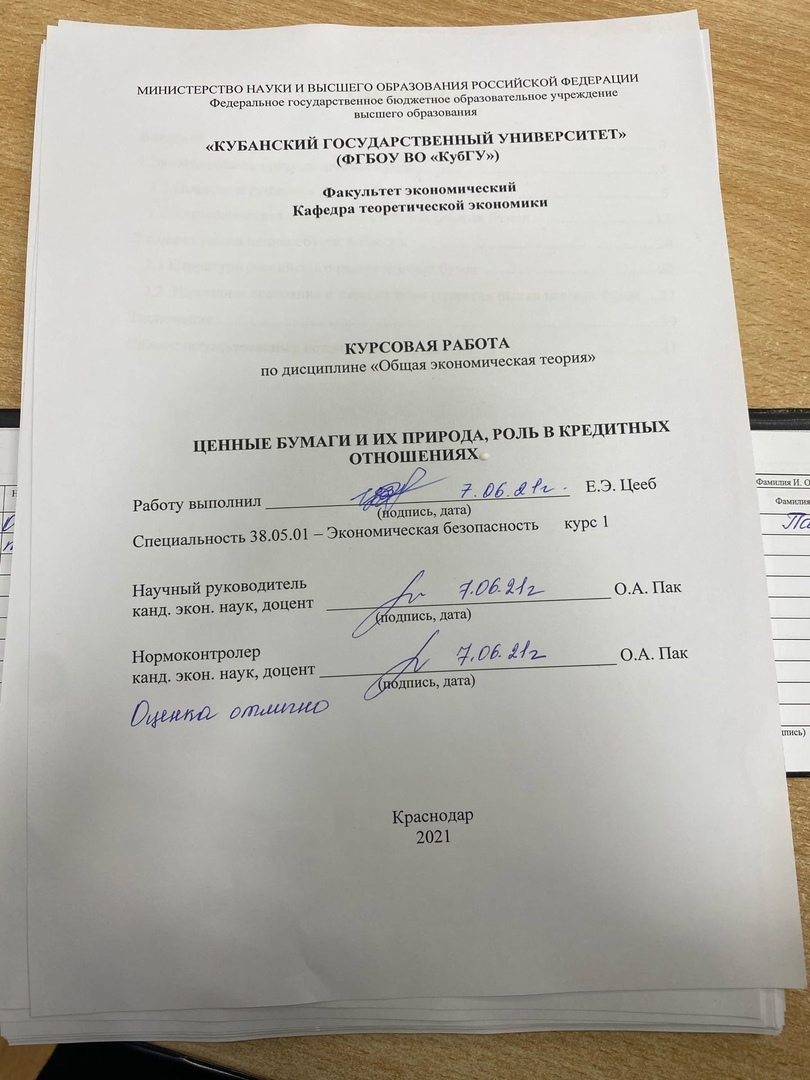 МИНИСТЕРСТВО НАУКИ И ВЫСШЕГО ОБРАЗОВАНИЯ РОССИЙСКОЙ ФЕДЕРАЦИИ
Федеральное государственное бюджетное образовательное учреждение
высшего образования
«КУБАНСКИЙ ГОСУДАРСТВЕННЫЙ УНИВЕРСИТЕТ»
(ФГБОУ ВО «КубГУ»)
Факультет экономический
Кафедра теоретической экономики
КУРСОВАЯ РАБОТА
по дисциплине «Общая экономическая теория»
ЦЕННЫЕ БУМАГИ И ИХ ПРИРОДА, РОЛЬ В КРЕДИТНЫХ
ОТНОШЕНИЯХ
Работу выполнил 7.06.21г. Е.Э. Цееб
(подпись, дата)
Специальность 38.05.01 – Экономическая безопасность курс 1
Научный руководитель
канд. экон. наук, доцент 7.06.21г О.А. Пак
(подпись, дата)
Нормоконтролер
канд. экон. наук, доцент 7.06.21г О.А. Пак
(подпись, дата)
Оценка отлично
Краснодар
2021
Фамилия И. О
Фамилия